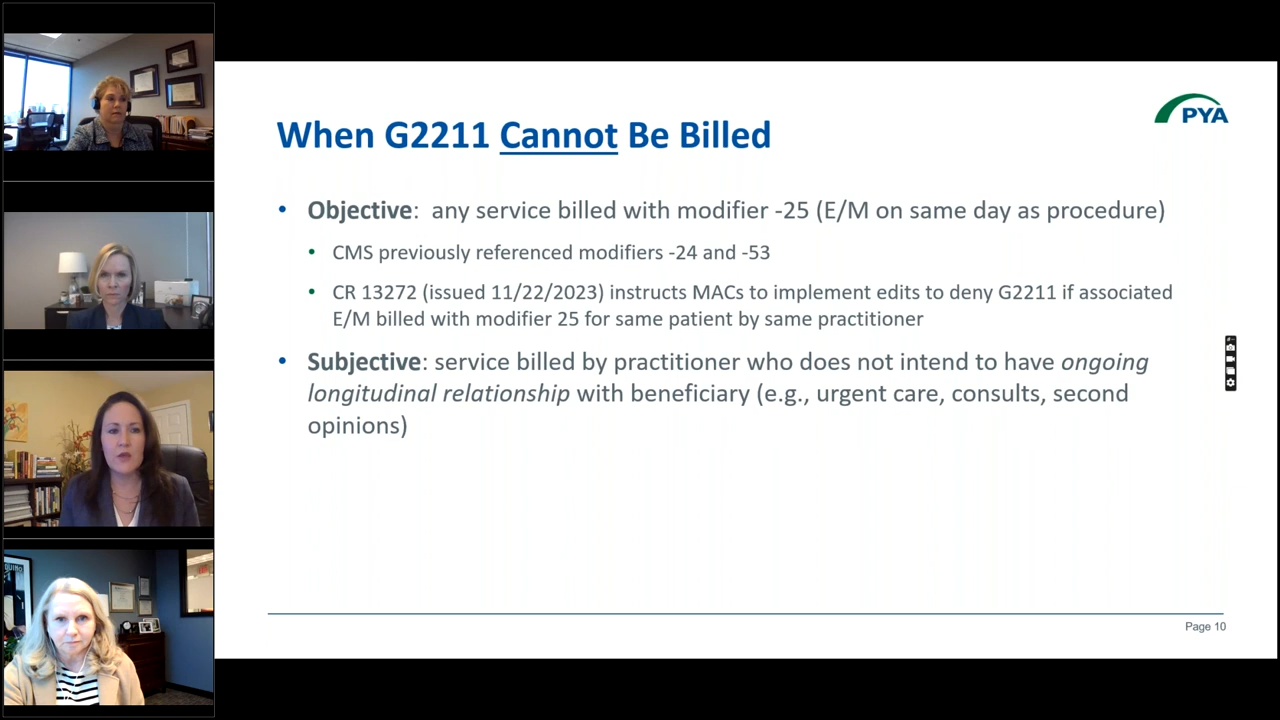 PYA
When G2211 Cannot Be Billed
• Objective: any service billed with modifier -25 (E/M on same day as procedure)
• CMS previously referenced modifiers -24 and -53
• CR 13272 (issued 11/22/2023) instructs MACs to implement edits to deny G2211 if associated
E/M billed with modifier 25 for same patient by same practitioner
• Subjective: service billed by practitioner who does not intend to have ongoing
longitudinal relationship with beneficiary (e.g., urgent care, consults, second
opinions)
Page 10